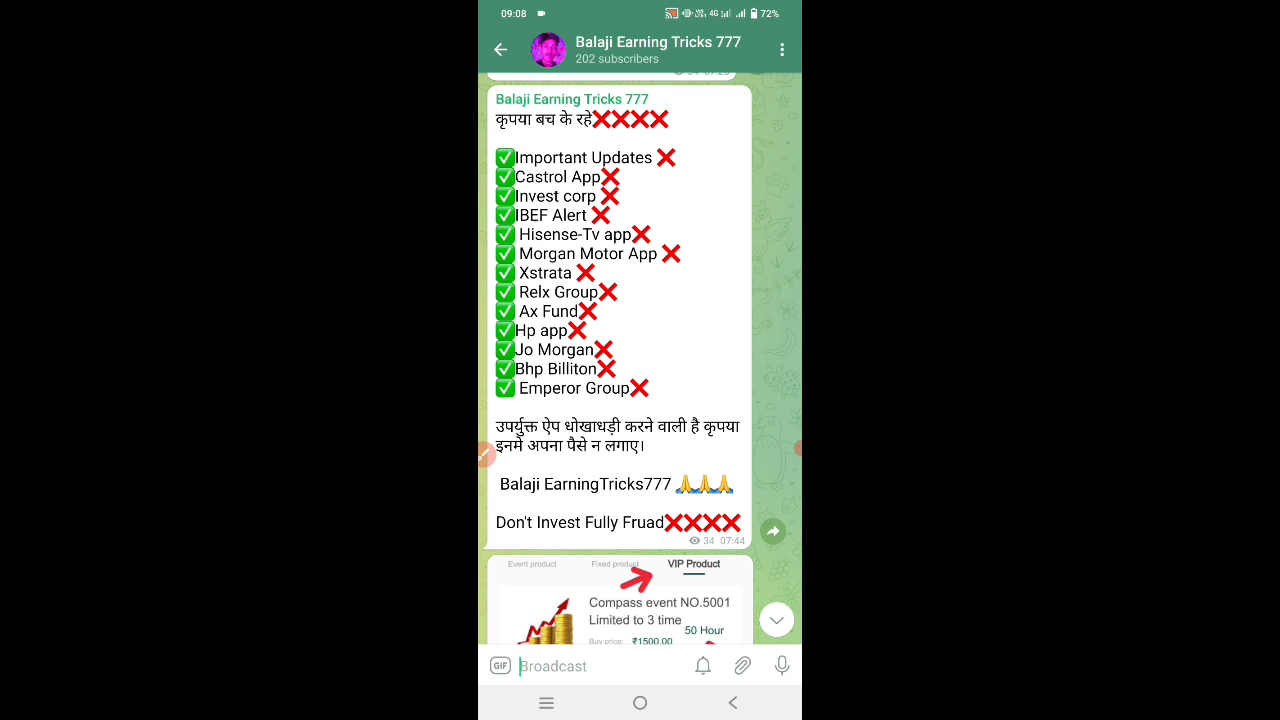 09:08 4G 72%
Balaji Earning Tricks 777
202 subscribers
Balaji Earning Tricks 777
कृपया बच के रहे❌❌❌❌
✅Important Updates ❌
✅Castrol App❌
✅Invest corp ❌
✅IBEF Alert ❌
✅ Hisense-Tv app❌
✅ Morgan Motor App ❌
✅ Xstrata ❌
✅ Relx Group❌
✅ Ax Fund❌
✅Hp app❌
✅Jo Morgan❌
✅Bhp Billiton❌
✅ Emperor Group❌
उपर्युक्त ऐप धोखाधड़ी करने वाली है कृपया
इनमे अपना पैसे न लगाए।
Balaji EarningTricks777 🙏🙏🙏
Don't Invest Fully Fruad❌❌❌❌
34 07:44
Event product Fixed product VIP Product
Compass event NO.5001
Limited to 3 time
50 Hour
Buy price: ₹1500.00
GIF Broadcast